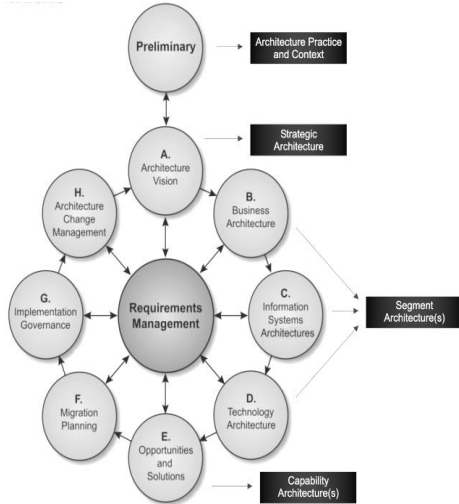 Preliminary
Architecture Practice
and Context
A.
Architecture
Vision
Strategic
Architecture
B.
Business
Architecture
C.
Information
Systems
Architectures
Segment
Architecture(s)
D.
Technology
Architecture
E.
Opportunities
and
Solutions
Capability
Architecture(s)
F.
Migration
Planning
G.
Implementation
Governance
H.
Architecture
Change
Management
Requirements
Management